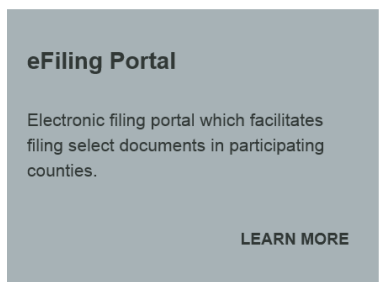 eFiling Portal
Electronic filing portal which facilitates
filing select documents in participating
counties.
LEARN MORE